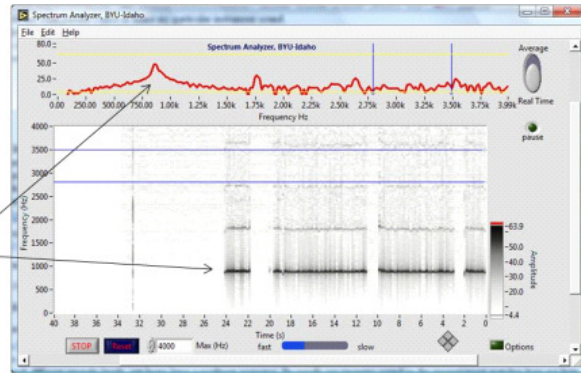 Spectrum Analyzer, BYU-Idaho
File Edit Help
Spectrum Analyzer, BYU-Idaho
80.0
50.0
25.0
0.0
0.00 250.00 500.00 750.00 1.00k 1.25k 1.50k 1.75k 2.00k 2.25k 2.50k 2.75k 3.00k 3.25k 3.50k 3.75k 3.99k
Frequency Hz
Average
Real Time
pause
Frequency (Hz)
4000
3500
3000
2500
2000
1500
1000
500
0
40 38 36 34 32 30 28 26 24 22 20 18 16 14 12 10 8 6 4 2 0
Time (s)
63.9
50.0
40.0
30.0
20.0
4.4
Amplitude
STOP Reset 4000 Max (Hz) fast slow Options